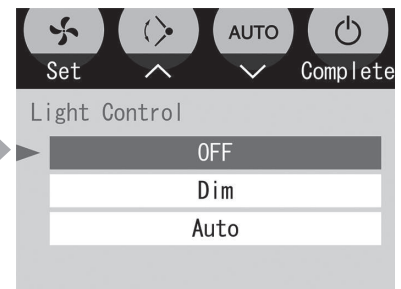 AUTO
Set Complete
Light Control
OFF
Dim
Auto